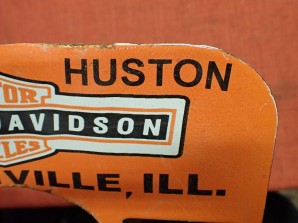 HUSTON
TOR
DAVIDSON
LES
VILLE, ILL.